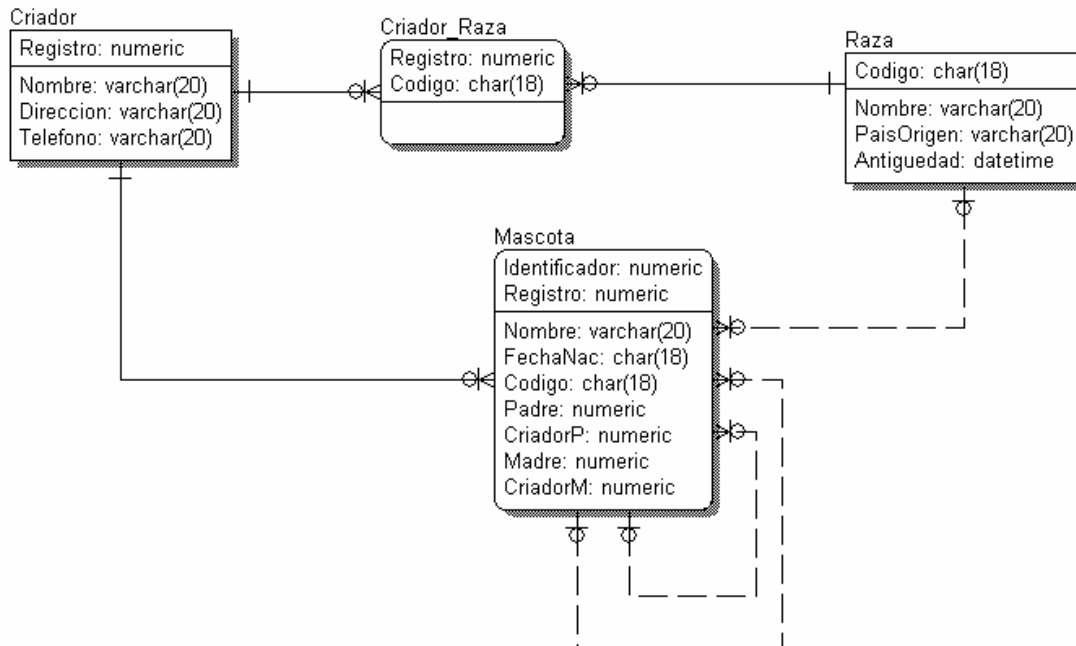 Criador
Registro: numeric
Nombre: varchar(20)
Direccion: varchar(20)
Telefono: varchar(20)
Criador_Raza
Registro: numeric
Codigo: char(18)
Raza
Codigo: char(18)
Nombre: varchar(20)
PaisOrigen: varchar(20)
Antiguedad: datetime
Mascota
Identificador: numeric
Registro: numeric
Nombre: varchar(20)
FechaNac: char(18)
Codigo: char(18)
Padre: numeric
CriadorP: numeric
Madre: numeric
CriadorM: numeric